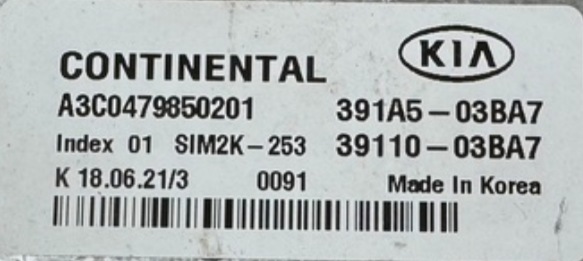 CONTINENTAL KIA
A3C0479850201 391A5-03BA7
Index 01 SIM2K-253 39110-03BA7
K 18.06.21/3 0091 Made In Korea